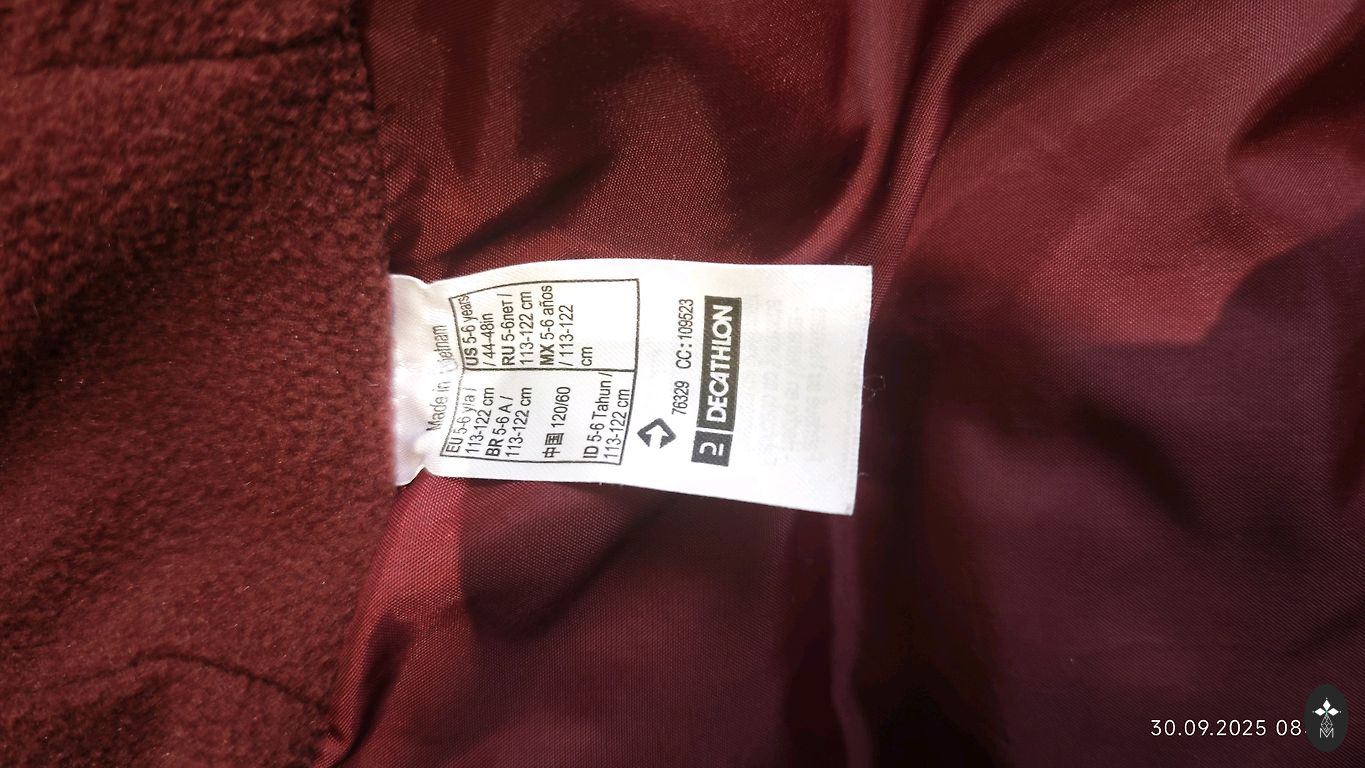 Made in Vietnam
EU 5-6 y/a /
113-122 cm
BR 5-6 A /
113-122 cm
中国 120/60
ID 5-6 Tahun /
113-122 cm
US 5-6 years
/ 44-48in
RU 5-6лет /
113-122 cm
MX 5-6 años
/ 113-122
cm
76329 CC:109523
DECATHLON
30.09.2025 08:
M